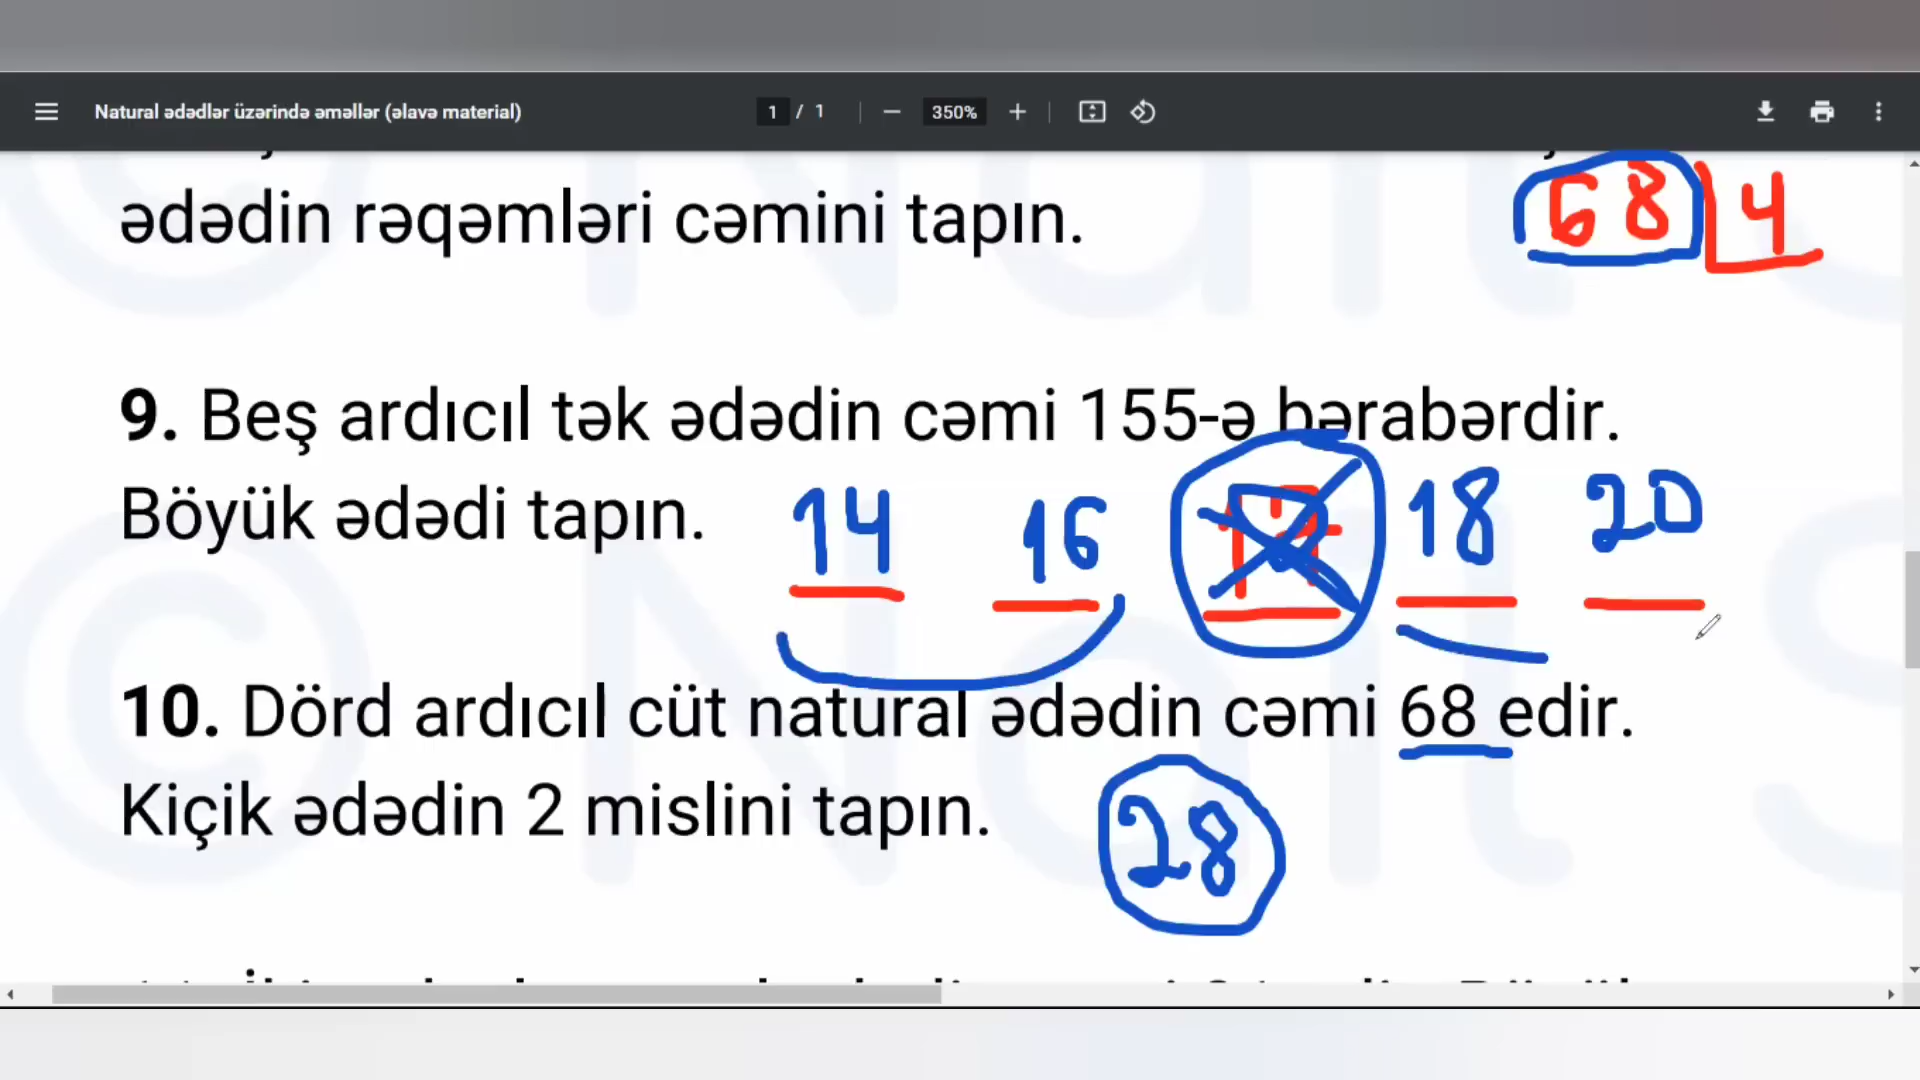 Natural ədədlər üzərində əməllər (əlavə material)
1 / 1
350%
ədədin rəqəmləri cəmini tapın.
68 4
9. Beş ardıcıl tək ədədin cəmi 155-ə bərabərdir.
Böyük ədədi tapın.
14 16 18 20
10. Dörd ardıcıl cüt natural ədədin cəmi 68 edir.
Kiçik ədədin 2 mislini tapın.
28